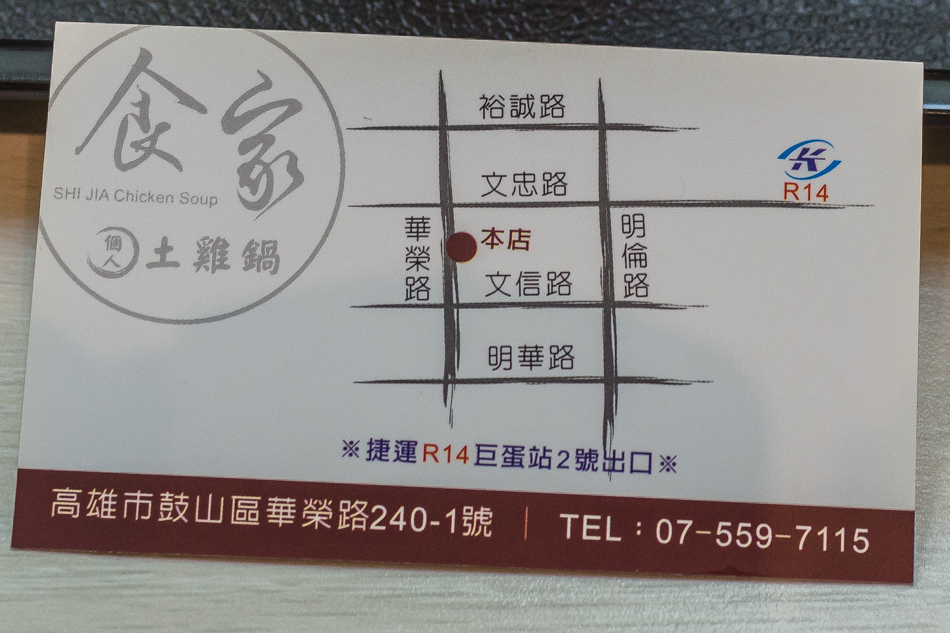 食家
SHI JIA Chicken Soup
個人 土雞鍋
裕誠路
文忠路
R14
華榮路
本店
明倫路
文信路
明華路
※捷運R14巨蛋站2號出口※
高雄市鼓山區華榮路240-1號 | TEL：07-559-7115